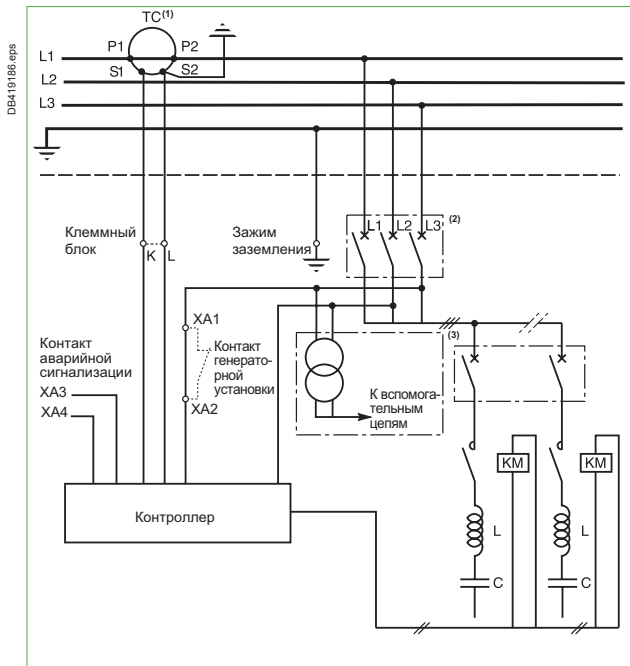 DB419186.eps
TC(1)
P1 P2
L1
S1 S2
L2
L3
Клеммный
блок
K L
Зажим
заземления
L1 L2 L3 (2)
(3)
XA1
Контакт
генерато-
рной
установки
XA2
Контакт
аварийной
сигнализации
XA3
XA4
К вспомога-
тельным
цепям
Контроллер
KM
KM
L
L
C
C